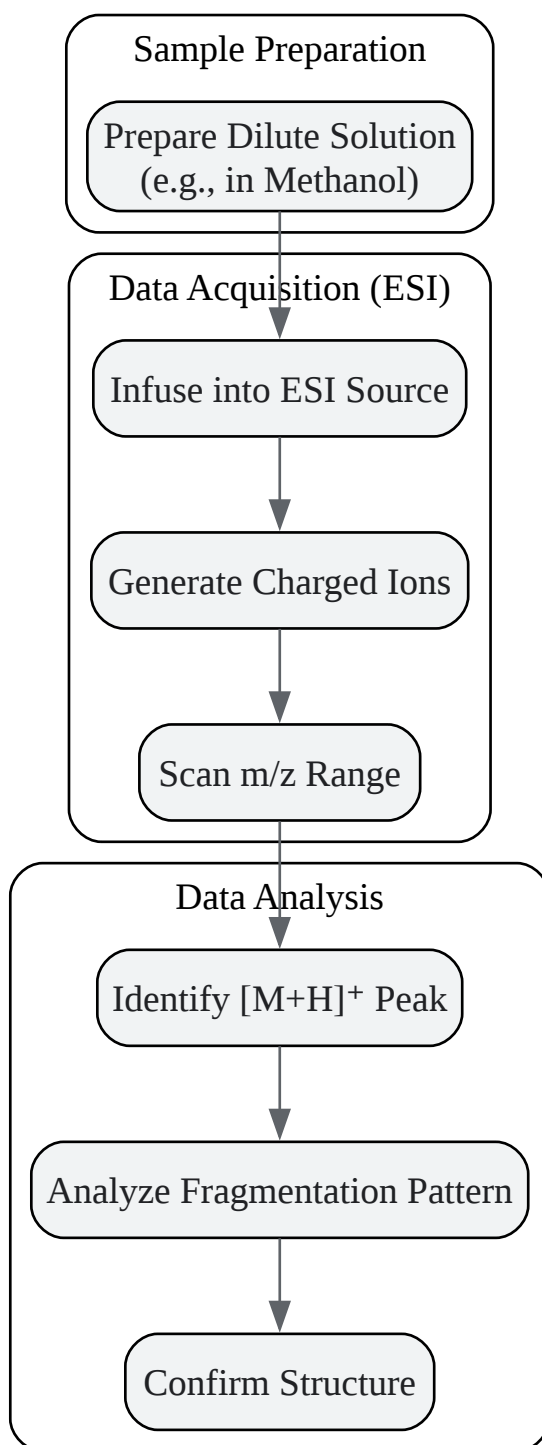 Sample Preparation
Prepare Dilute Solution
(e.g., in Methanol)
Data Acquisition (ESI)
Infuse into ESI Source
Generate Charged Ions
Scan m/z Range
Data Analysis
Identify [M+H]⁺ Peak
Analyze Fragmentation Pattern
Confirm Structure